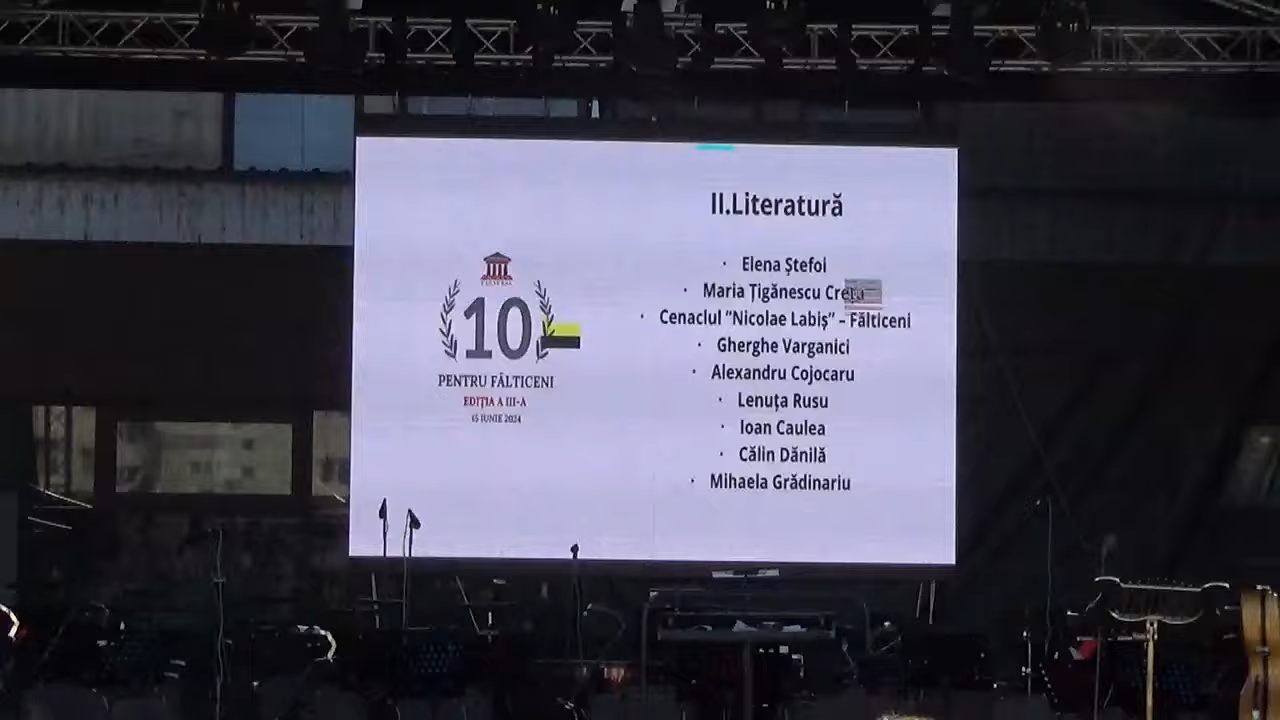 10
PENTRU FĂLTICENI
EDIȚIA A III-A
15 IUNIE 2024
II.Literatură
· Elena Ștefoi
· Maria Țigănescu Crețu
· Cenaclul “Nicolae Labiș” – Fălticeni
· Gherghe Varganici
· Alexandru Cojocaru
· Lenuța Rusu
· Ioan Caulea
· Călin Dănilă
· Mihaela Grădinariu